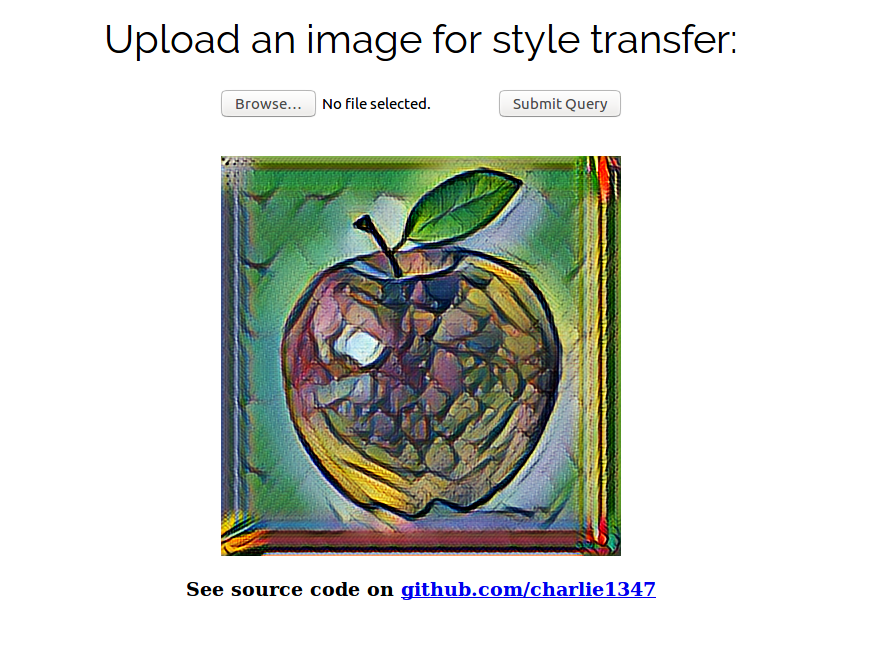 Upload an image for style transfer:
Browse... No file selected. Submit Query
See source code on github.com/charlie1347